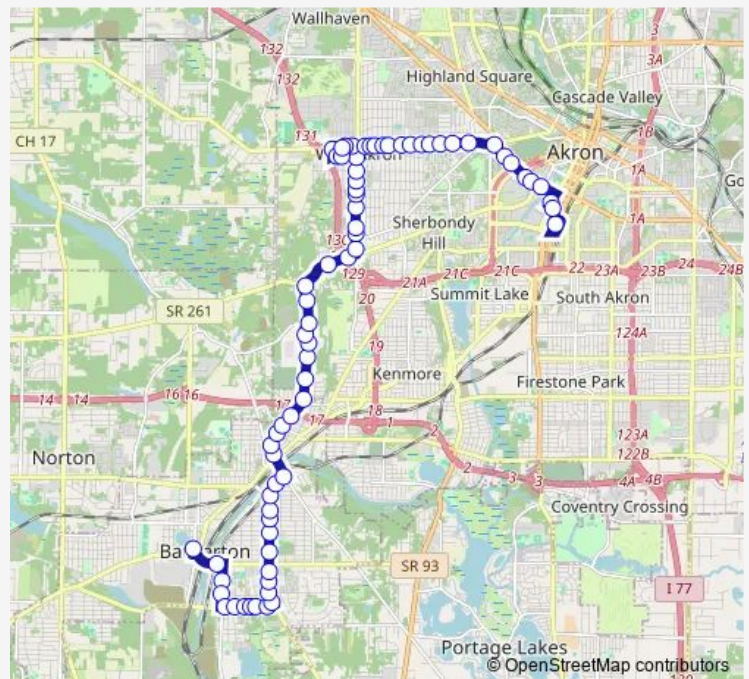 Wallhaven
132
3
132
3A
Highland Square
Cascade Valley
131
1B
CH 17
Akron
1A
Go
Sherbondy
Hill
1A
129
21A
21C
21C
22
23A
23B
24
24B
20
Summit Lake
South Akron
SR 261
124A
19
Kenmore
Firestone Park
14
14
16
16
17
17
18
1
2
123A
122B
Norton
2
3
3
4A
4B
Coventry Crossing
SR 93
I 77
Portage Lakes
© OpenStreetMap contributors